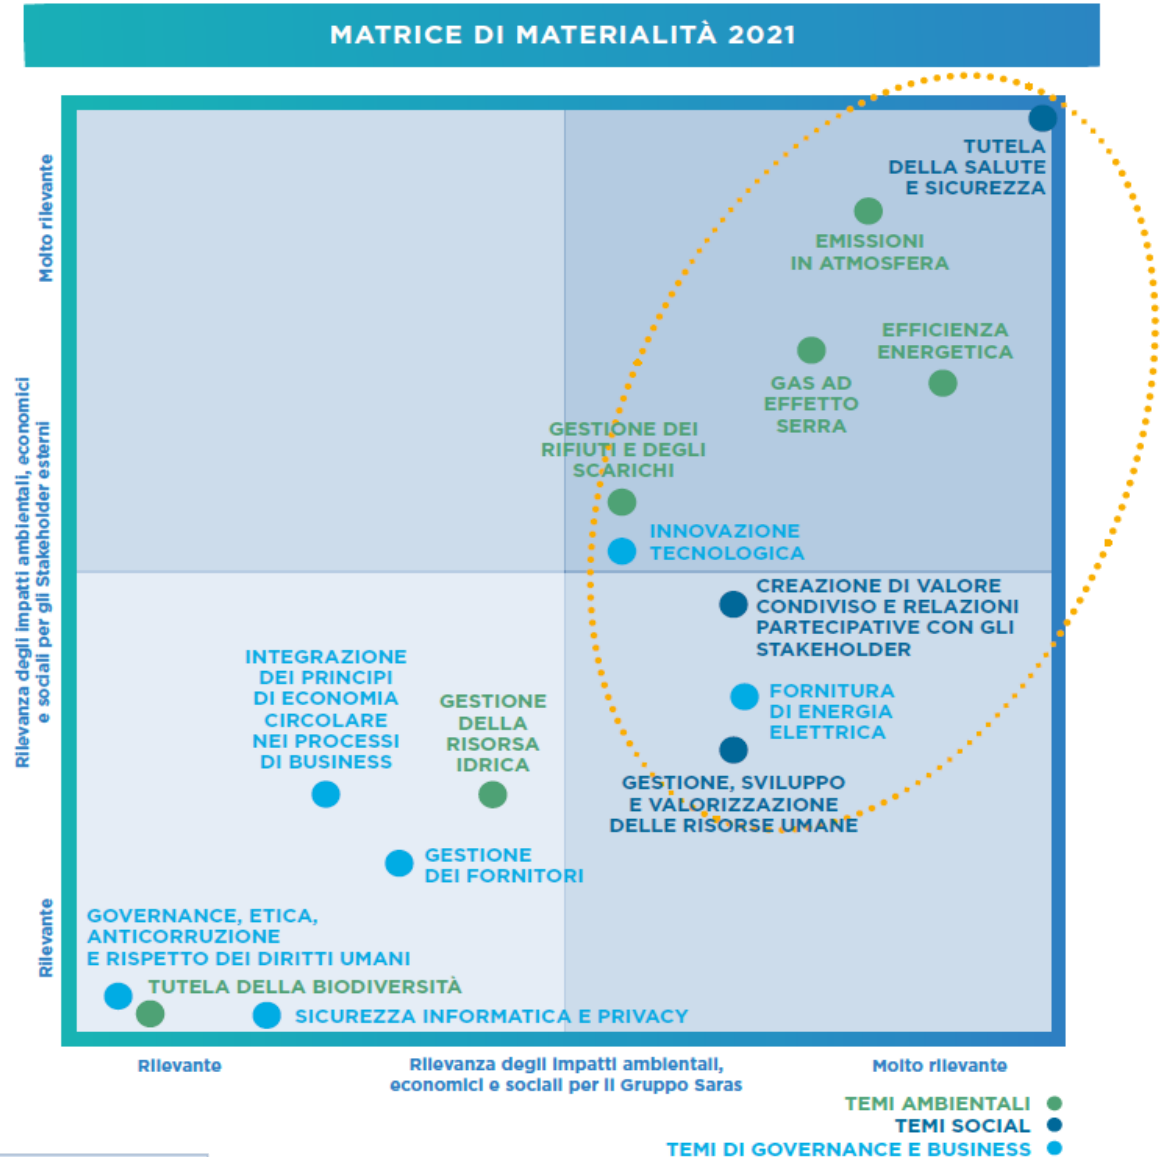 MATRICE DI MATERIALITÀ 2021
Molto rilevante
Rilevanza degli impatti ambientali, economici
e sociali per gli Stakeholder esterni
Rilevante
TUTELA
DELLA SALUTE
E SICUREZZA
EMISSIONI
IN ATMOSFERA
EFFICIENZA
ENERGETICA
GAS AD
EFFETTO
SERRA
GESTIONE DEI
RIFIUTI E DEGLI
SCARICHI
INNOVAZIONE
TECNOLOGICA
CREAZIONE DI VALORE
CONDIVISO E RELAZIONI
PARTECIPATIVE CON GLI
STAKEHOLDER
INTEGRAZIONE
DEI PRINCIPI
DI ECONOMIA
CIRCOLARE
NEI PROCESSI
DI BUSINESS
GESTIONE
DELLA
RISORSA
IDRICA
FORNITURA
DI ENERGIA
ELETTRICA
GESTIONE, SVILUPPO
E VALORIZZAZIONE
DELLE RISORSE UMANE
GESTIONE
DEI FORNITORI
GOVERNANCE, ETICA,
ANTICORRUZIONE
E RISPETTO DEI DIRITTI UMANI
TUTELA DELLA BIODIVERSITÀ
SICUREZZA INFORMATICA E PRIVACY
Rilevante
Rilevanza degli impatti ambientali,
economici e sociali per il Gruppo Saras
Molto rilevante
TEMI AMBIENTALI
TEMI SOCIAL
TEMI DI GOVERNANCE E BUSINESS